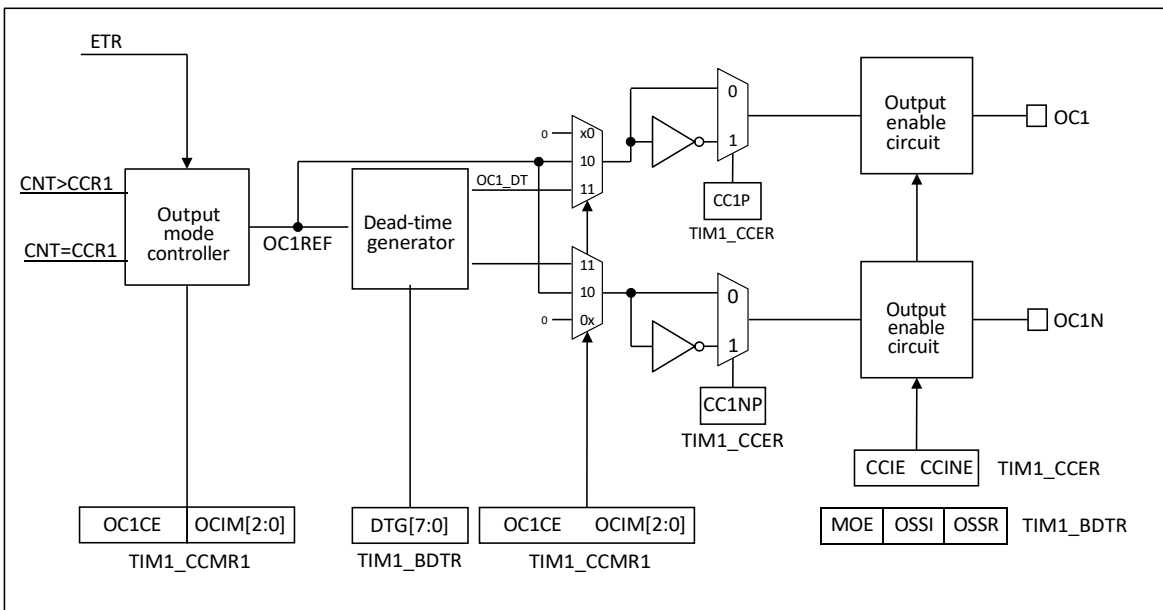 ETR
CNT>CCR1
CNT=CCR1
Output
mode
controller
OC1REF
Dead-time
generator
OC1_DT
0
x0
10
11
11
10
0
0x
0
1
CC1P
TIM1_CCER
0
1
CC1NP
TIM1_CCER
Output
enable
circuit
OC1
Output
enable
circuit
OC1N
CCIE CCINE
TIM1_CCER
OC1CE OCIM[2:0]
TIM1_CCMR1
DTG[7:0]
TIM1_BDTR
OC1CE OCIM[2:0]
TIM1_CCMR1
MOE OSSI OSSR
TIM1_BDTR